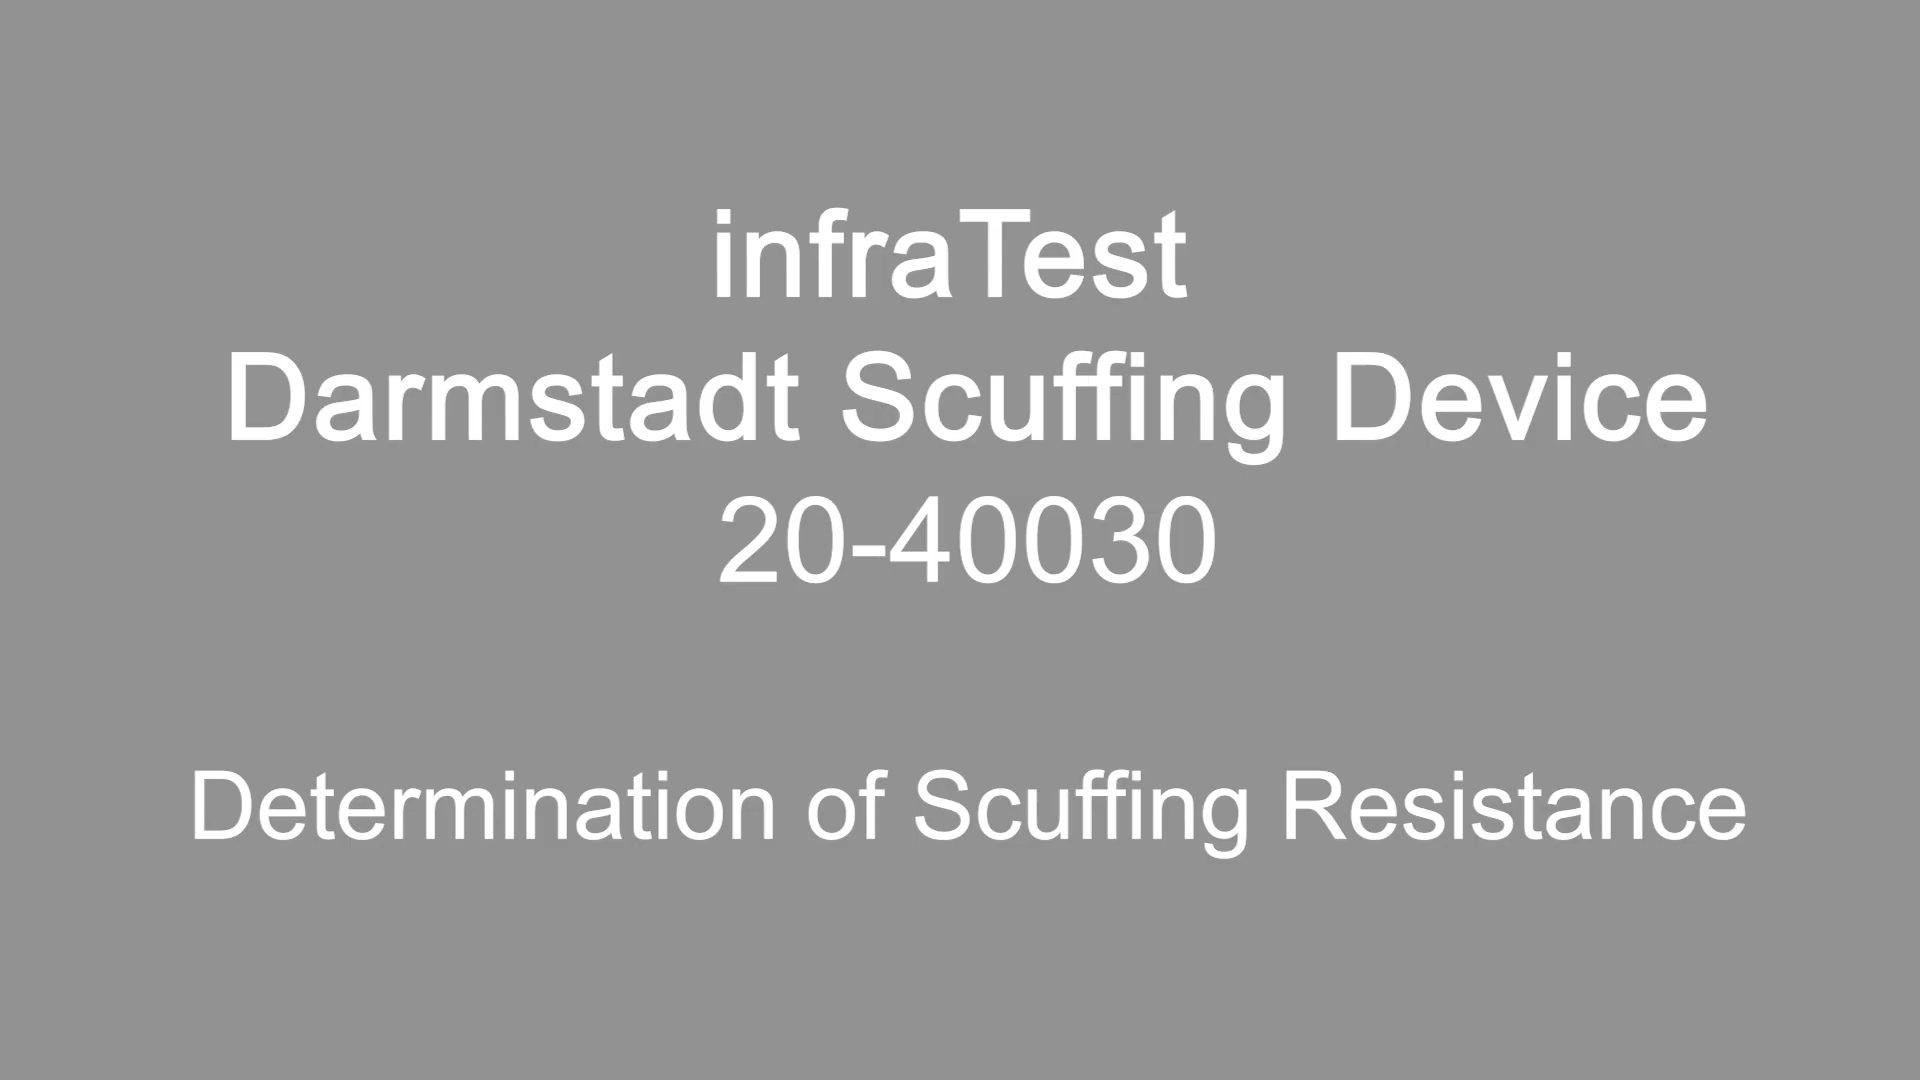 infraTest
Darmstadt Scuffing Device
20-40030
Determination of Scuffing Resistance